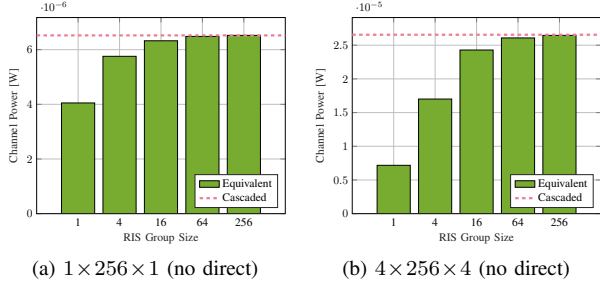 ·10⁻⁶
6
4
2
0
Channel Power [W]
Equivalent
Cascaded
1 4 16 64 256
RIS Group Size
(a) 1×256×1 (no direct)
·10⁻⁵
2.5
2
1.5
1
0.5
0
Channel Power [W]
Equivalent
Cascaded
1 4 16 64 256
RIS Group Size
(b) 4×256×4 (no direct)